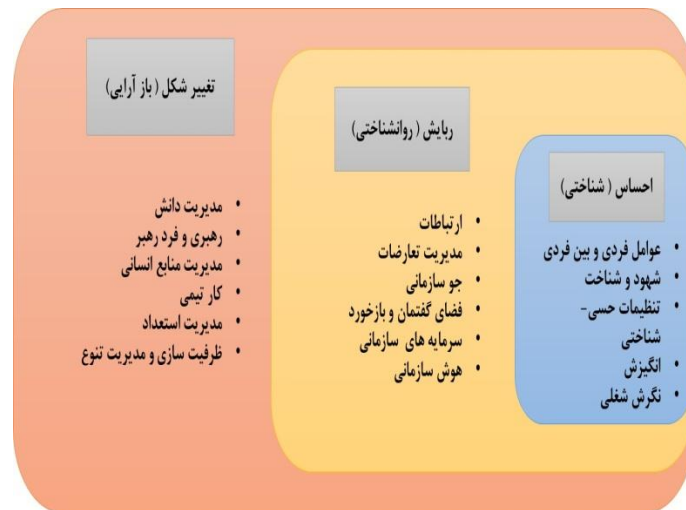 احساس ( شناختی)
• عوامل فردی و بین فردی
• شهود و شناخت
• تنظیمات حسی-
شناختی
• انگیزش
• نگرش شغلی
ربایش ( روانشناختی)
• ارتباطات
• مدیریت تعارضات
• جو سازمانی
• فضای گفتمان و بازخورد
• سرمایه های سازمانی
• هوش سازمانی
تغییر شکل ( باز آرایی)
• مدیریت دانش
• رهبری و فرد رهبر
• مدیریت منابع انسانی
• کار تیمی
• مدیریت استعداد
• ظرفیت سازی و مدیریت تنوع